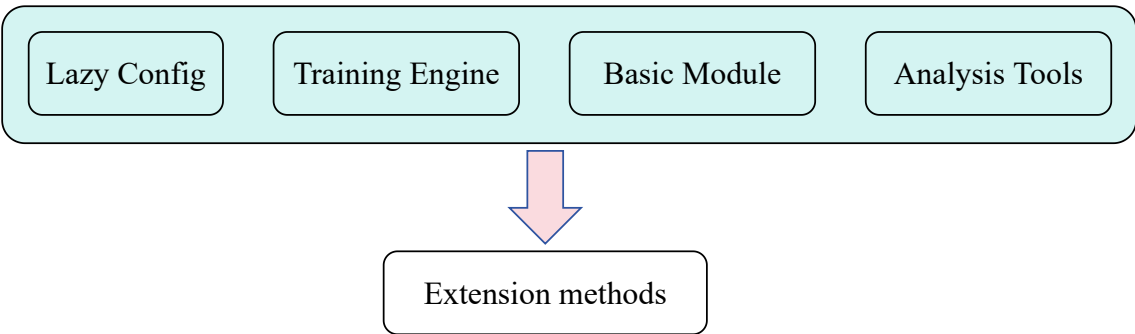 Lazy Config
Training Engine
Basic Module
Analysis Tools
Extension methods